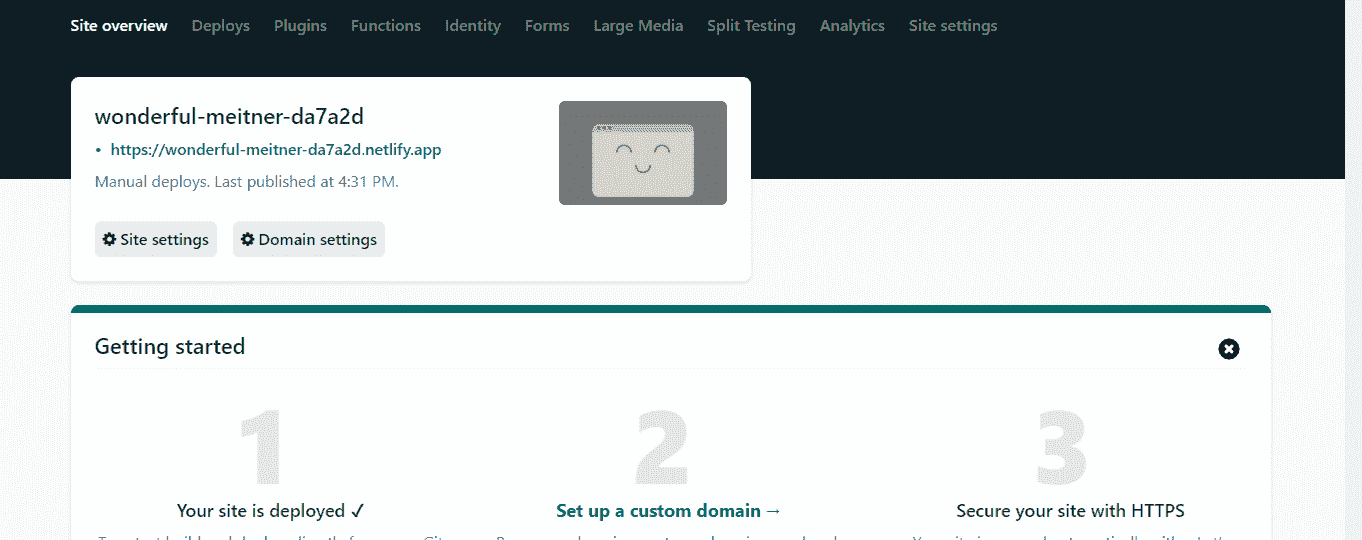 Site overview Deploys Plugins Functions Identity Forms Large Media Split Testing Analytics Site settings
wonderful-meitner-da7a2d
• https://wonderful-meitner-da7a2d.netlify.app
Manual deploys. Last published at 4:31 PM.
Site settings Domain settings
Getting started
1 2 3
Your site is deployed ✓ Set up a custom domain → Secure your site with HTTPS